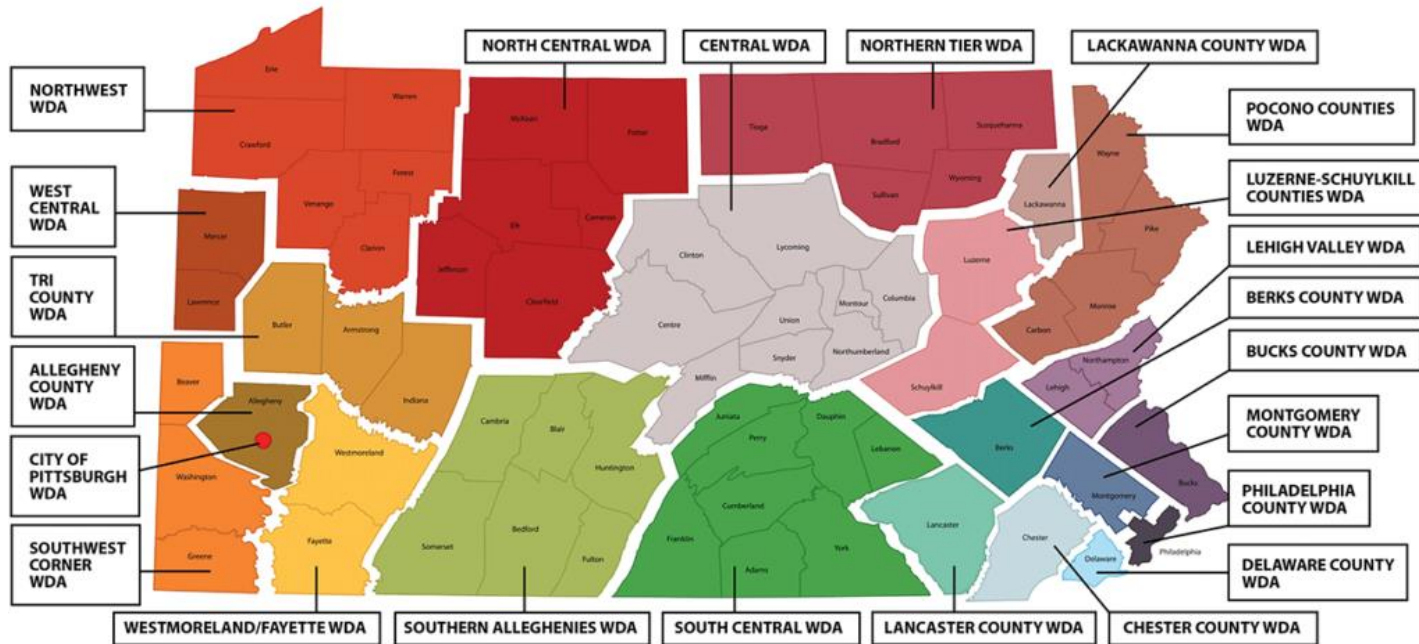 NORTH CENTRAL WDA
CENTRAL WDA
NORTHERN TIER WDA
LACKAWANNA COUNTY WDA
NORTHWEST
WDA
POCONO COUNTIES
WDA
WEST
CENTRAL
WDA
LUZERNE-SCHUYLKILL
COUNTIES WDA
TRI
COUNTY
WDA
LEHIGH VALLEY WDA
BERKS COUNTY WDA
BUCKS COUNTY WDA
ALLEGHENY
COUNTY
WDA
MONTGOMERY
COUNTY WDA
CITY OF
PITTSBURGH
WDA
PHILADELPHIA
COUNTY WDA
SOUTHWEST
CORNER
WDA
DELAWARE COUNTY
WDA
WESTMORELAND/FAYETTE WDA
SOUTHERN ALLEGHENIES WDA
SOUTH CENTRAL WDA
LANCASTER COUNTY WDA
CHESTER COUNTY WDA
Erie
Warren
Crawford
Forest
Venango
Clarion
Mercer
Lawrence
Butler
Armstrong
Indiana
Beaver
Allegheny
Washington
Greene
Westmoreland
Fayette
McKean
Potter
Elk
Cameron
Jefferson
Clearfield
Tioga
Bradford
Susquehanna
Sullivan
Wyoming
Clinton
Lycoming
Centre
Union
Montour
Columbia
Snyder
Northumberland
Mifflin
Lackawanna
Wayne
Pike
Monroe
Carbon
Luzerne
Schuylkill
Northampton
Lehigh
Berks
Bucks
Montgomery
Philadelphia
Delaware
Chester
Lancaster
Cambria
Blair
Huntington
Somerset
Bedford
Fulton
Juniata
Perry
Dauphin
Lebanon
Cumberland
Franklin
Adams
York